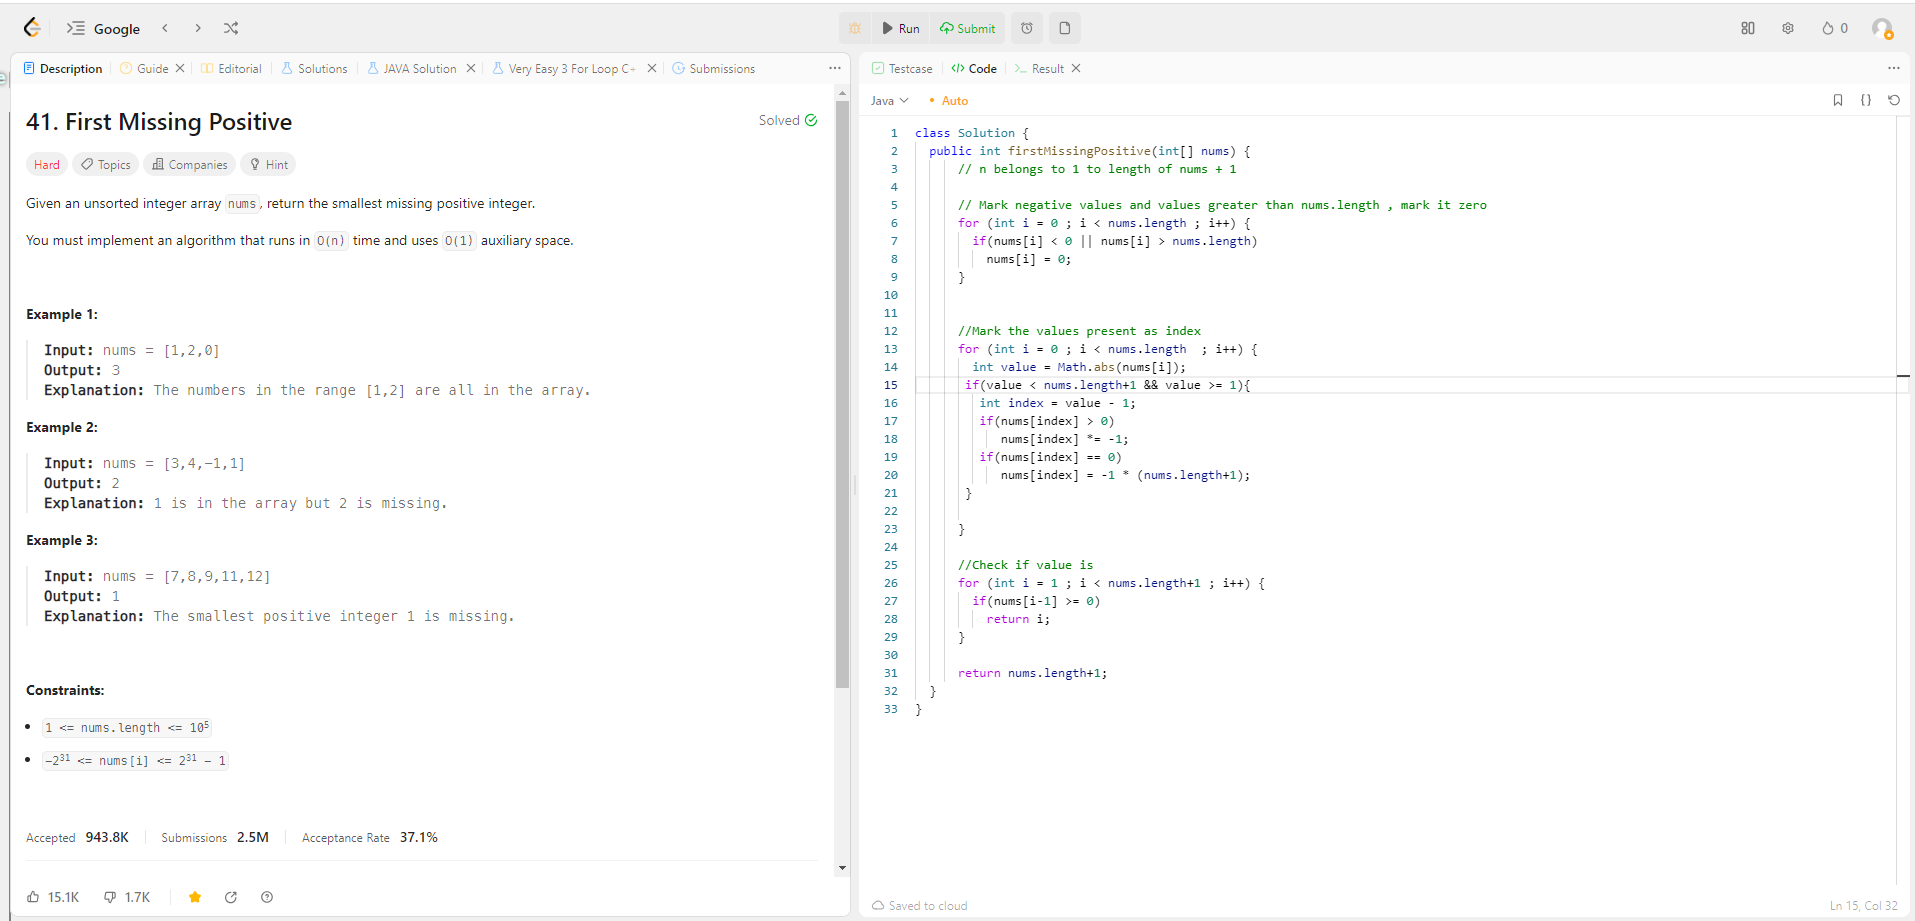 Google
Run
Submit
0
Description
Guide
Editorial
Solutions
JAVA Solution
Very Easy 3 For Loop C+
Submissions
41. First Missing Positive
Solved
Hard
Topics
Companies
Hint
Given an unsorted integer array nums, return the smallest missing positive integer.
You must implement an algorithm that runs in O(n) time and uses O(1) auxiliary space.
Example 1:
Input: nums = [1,2,0]
Output: 3
Explanation: The numbers in the range [1,2] are all in the array.
Example 2:
Input: nums = [3,4,-1,1]
Output: 2
Explanation: 1 is in the array but 2 is missing.
Example 3:
Input: nums = [7,8,9,11,12]
Output: 1
Explanation: The smallest positive integer 1 is missing.
Constraints:
• 1 <= nums.length <= 10⁵
• -2³¹ <= nums[i] <= 2³¹ - 1
Accepted 943.8K
Submissions 2.5M
Acceptance Rate 37.1%
15.1K
1.7K
Testcase
</> Code
>_ Result
Java
• Auto
{}
1 class Solution {
2 public int firstMissingPositive(int[] nums) {
3 // n belongs to 1 to length of nums + 1
4
5 // Mark negative values and values greater than nums.length , mark it zero
6 for (int i = 0 ; i < nums.length ; i++) {
7 if(nums[i] < 0 || nums[i] > nums.length)
8 nums[i] = 0;
9 }
10
11
12 //Mark the values present as index
13 for (int i = 0 ; i < nums.length  ; i++) {
14 int value = Math.abs(nums[i]);
15 if(value < nums.length+1 && value >= 1){
16 int index = value - 1;
17 if(nums[index] > 0)
18 nums[index] *= -1;
19 if(nums[index] == 0)
20 nums[index] = -1 * (nums.length+1);
21 }
22
23 }
24
25 //Check if value is
26 for (int i = 1 ; i < nums.length+1 ; i++) {
27 if(nums[i-1] >= 0)
28 return i;
29 }
30
31 return nums.length+1;
32 }
33 }
Saved to cloud
Ln 15, Col 32